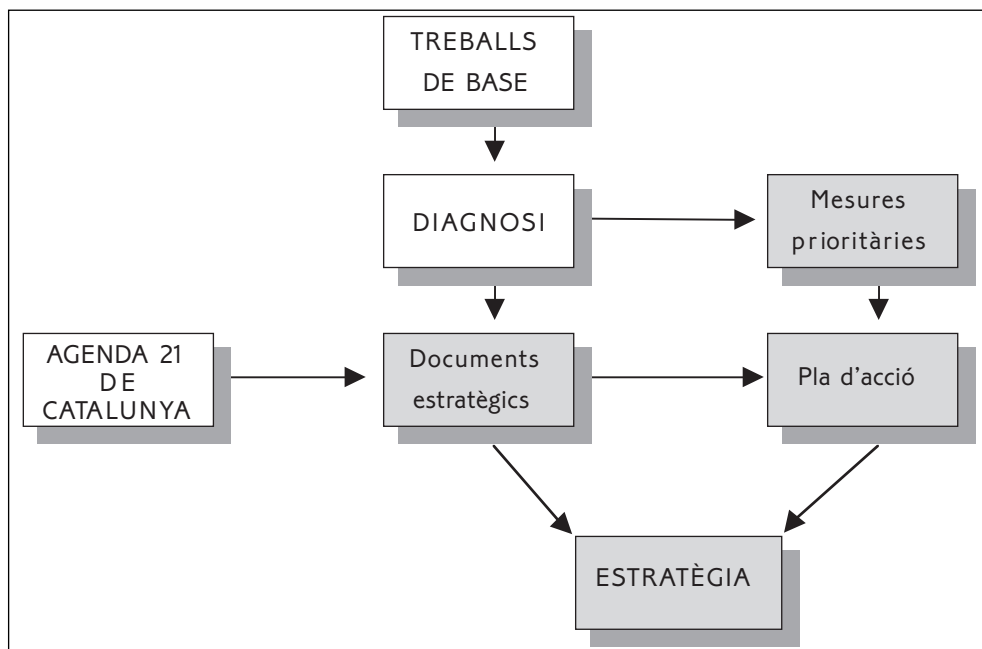 TREBALLS
DE BASE
DIAGNOSI
Mesures
prioritàries
AGENDA 21
DE
CATALUNYA
Documents
estratègics
Pla d'acció
ESTRATÈGIA